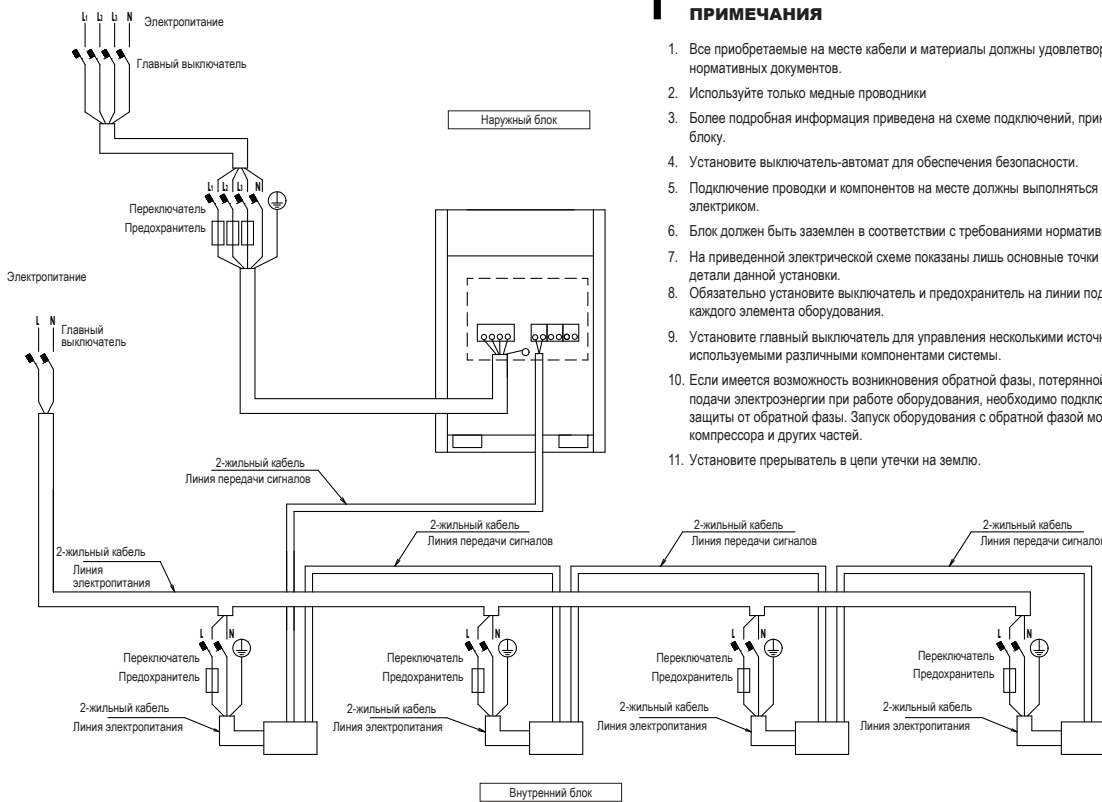 L1 L2 L3 N
Электропитание
Главный выключатель
Наружный блок
L1 L2 L3 N
Переключатель
Предохранитель
Электропитание
L N
Главный
выключатель
2-жильный кабель
Линия передачи сигналов
ПРИМЕЧАНИЯ
1. Все приобретаемые на месте кабели и материалы должны
нормативных документов.
2. Используйте только медные проводники
3. Более подробная информация приведена на схеме подключений,
блоку.
4. Установите выключатель-автомат для обеспечения безопасности.
5. Подключение проводки и компонентов на месте должны выполняться
электриком.
6. Блок должен быть заземлен в соответствии с требованиями
7. На приведенной электрической схеме показаны лишь основные точки
детали данной установки.
8. Обязательно установите выключатель и предохранитель на линии
каждого элемента оборудования.
9. Установите главный выключатель для управления несколькими
используемыми различными компонентами системы.
10. Если имеется возможность возникновения обратной фазы,
подачи электроэнергии при работе оборудования, необходимо
защиты от обратной фазы. Запуск оборудования с обратной фазой
компрессора и других частей.
11. Установите прерыватель в цепи утечки на землю.
2-жильный кабель
Линия передачи сигналов
2-жильный кабель
Линия передачи сигналов
2-жильный кабель
Линия передачи
2-жильный кабель
Линия
электропитания
L N
Переключатель
Предохранитель
2-жильный кабель
Линия электропитания
L N
Переключатель
Предохранитель
2-жильный кабель
Линия электропитания
L N
Переключатель
Предохранитель
2-жильный кабель
Линия электропитания
L N
Переключатель
Предохранитель
2-жильный кабель
Линия электропитания
Внутренний блок